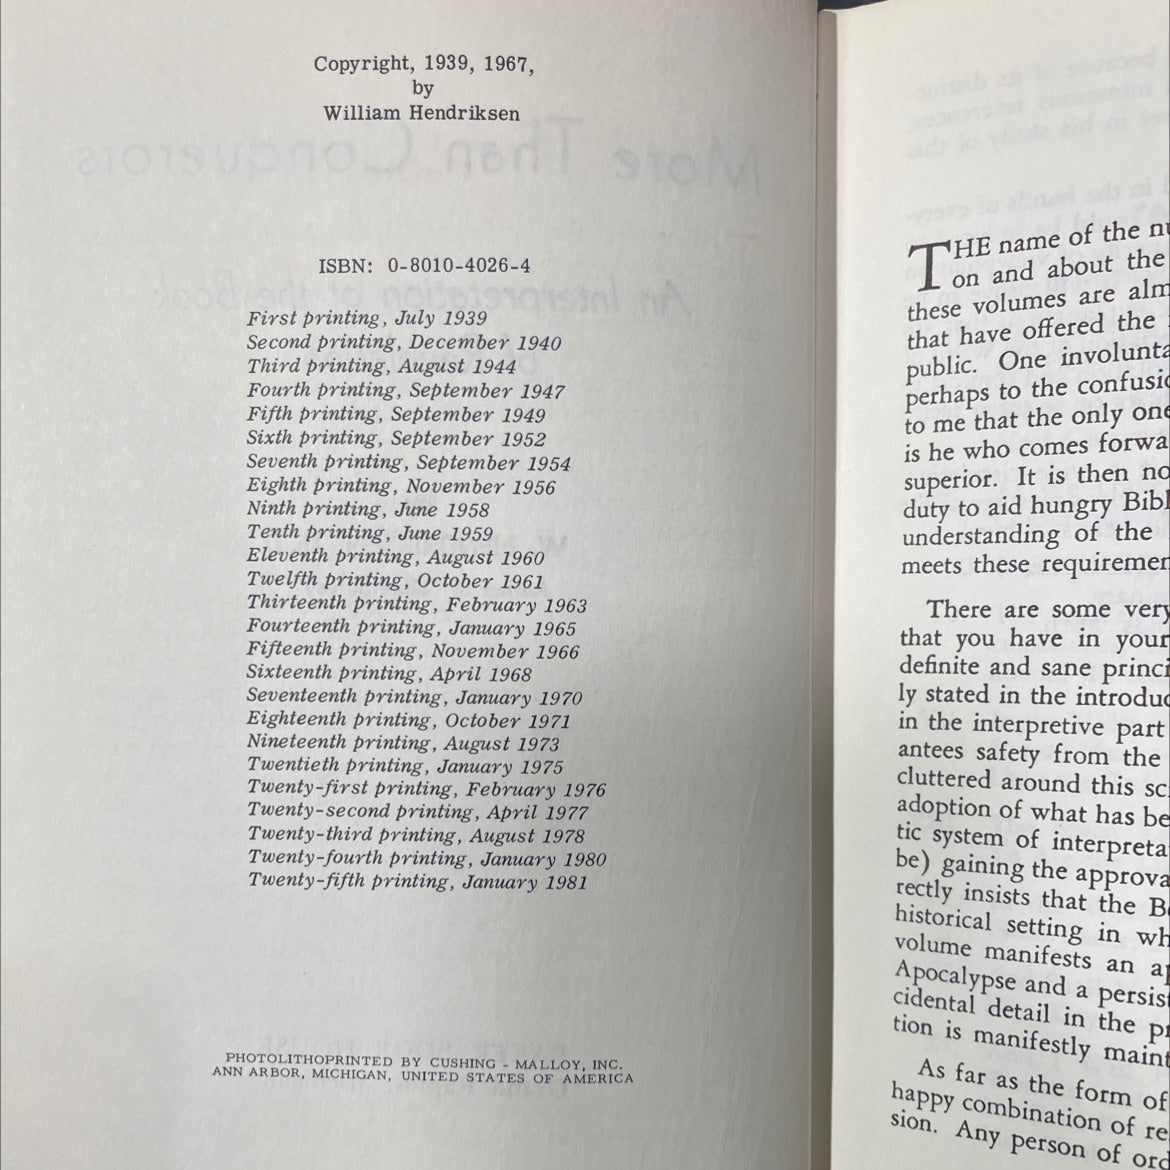 Copyright, 1939, 1967,
by
William Hendriksen
ISBN: 0-8010-4026-4
First printing, July 1939
Second printing, December 1940
Third printing, August 1944
Fourth printing, September 1947
Fifth printing, September 1949
Sixth printing, September 1952
Seventh printing, September 1954
Eighth printing, November 1956
Ninth printing, June 1958
Tenth printing, June 1959
Eleventh printing, August 1960
Twelfth printing, October 1961
Thirteenth printing, February 1963
Fourteenth printing, January 1965
Fifteenth printing, November 1966
Sixteenth printing, April 1968
Seventeenth printing, January 1970
Eighteenth printing, October 1971
Nineteenth printing, August 1973
Twentieth printing, January 1975
Twenty-first printing, February 1976
Twenty-second printing, April 1977
Twenty-third printing, August 1978
Twenty-fourth printing, January 1980
Twenty-fifth printing, January 1981
PHOTOLITHOPRINTED BY CUSHING - MALLOY, INC.
ANN ARBOR, MICHIGAN, UNITED STATES OF AMERICA
THE name of the
on and about the
these volumes are
that have offered the
public. One
perhaps to the
to me that the only one
is he who comes
superior. It is then
duty to aid hungry
understanding of the
meets these
There are some very
that you have in your
definite and sane
ly stated in the
in the interpretive part
antees safety from the
cluttered around this
adoption of what has
tic system of
be) gaining the
rectly insists that the
historical setting in
volume manifests an
Apocalypse and a
cidental detail in the
tion is manifestly
As far as the form of
happy combination of
sion. Any person of